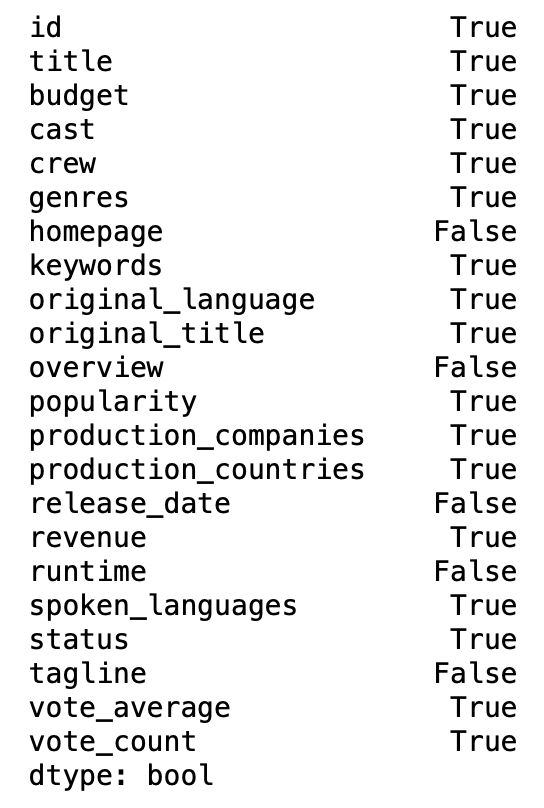 id True
title True
budget True
cast True
crew True
genres True
homepage False
keywords True
original_language True
original_title True
overview False
popularity True
production_companies True
production_countries True
release_date False
revenue True
runtime False
spoken_languages True
status True
tagline False
vote_average True
vote_count True
dtype: bool